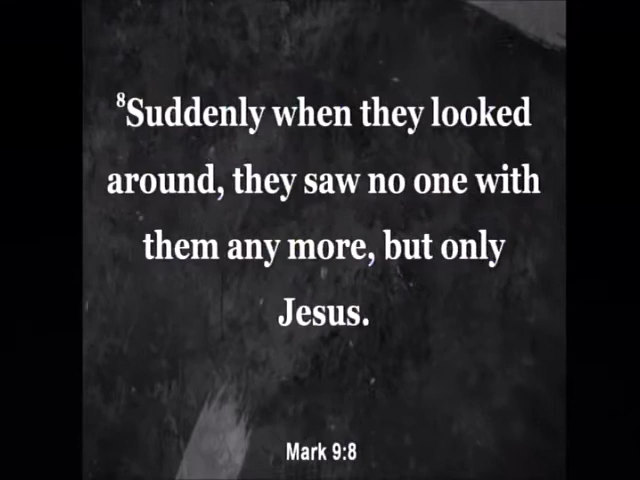 ⁸Suddenly when they looked
around, they saw no one with
them any more, but only
Jesus.
Mark 9:8